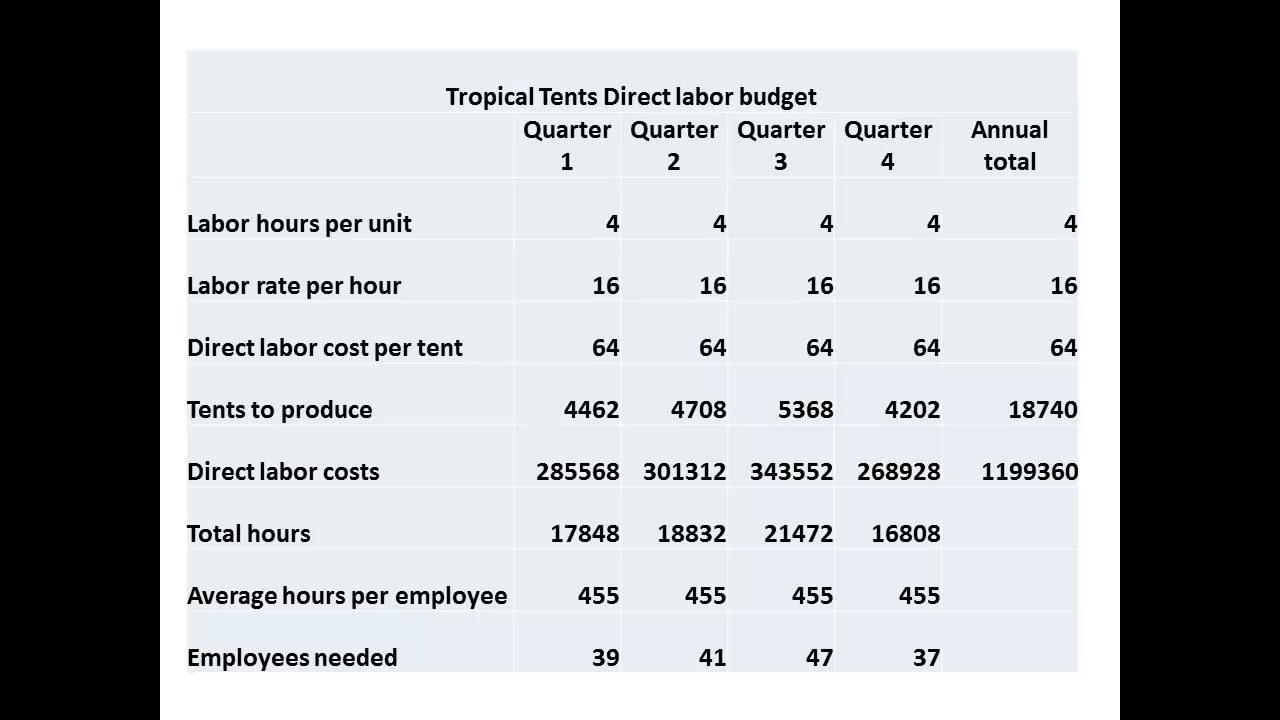 Tropical Tents Direct labor budget
Quarter 1 Quarter 2 Quarter 3 Quarter 4 Annual total
Labor hours per unit 4 4 4 4 4
Labor rate per hour 16 16 16 16 16
Direct labor cost per tent 64 64 64 64 64
Tents to produce 4462 4708 5368 4202 18740
Direct labor costs 285568 301312 343552 268928 1199360
Total hours 17848 18832 21472 16808
Average hours per employee 455 455 455 455
Employees needed 39 41 47 37